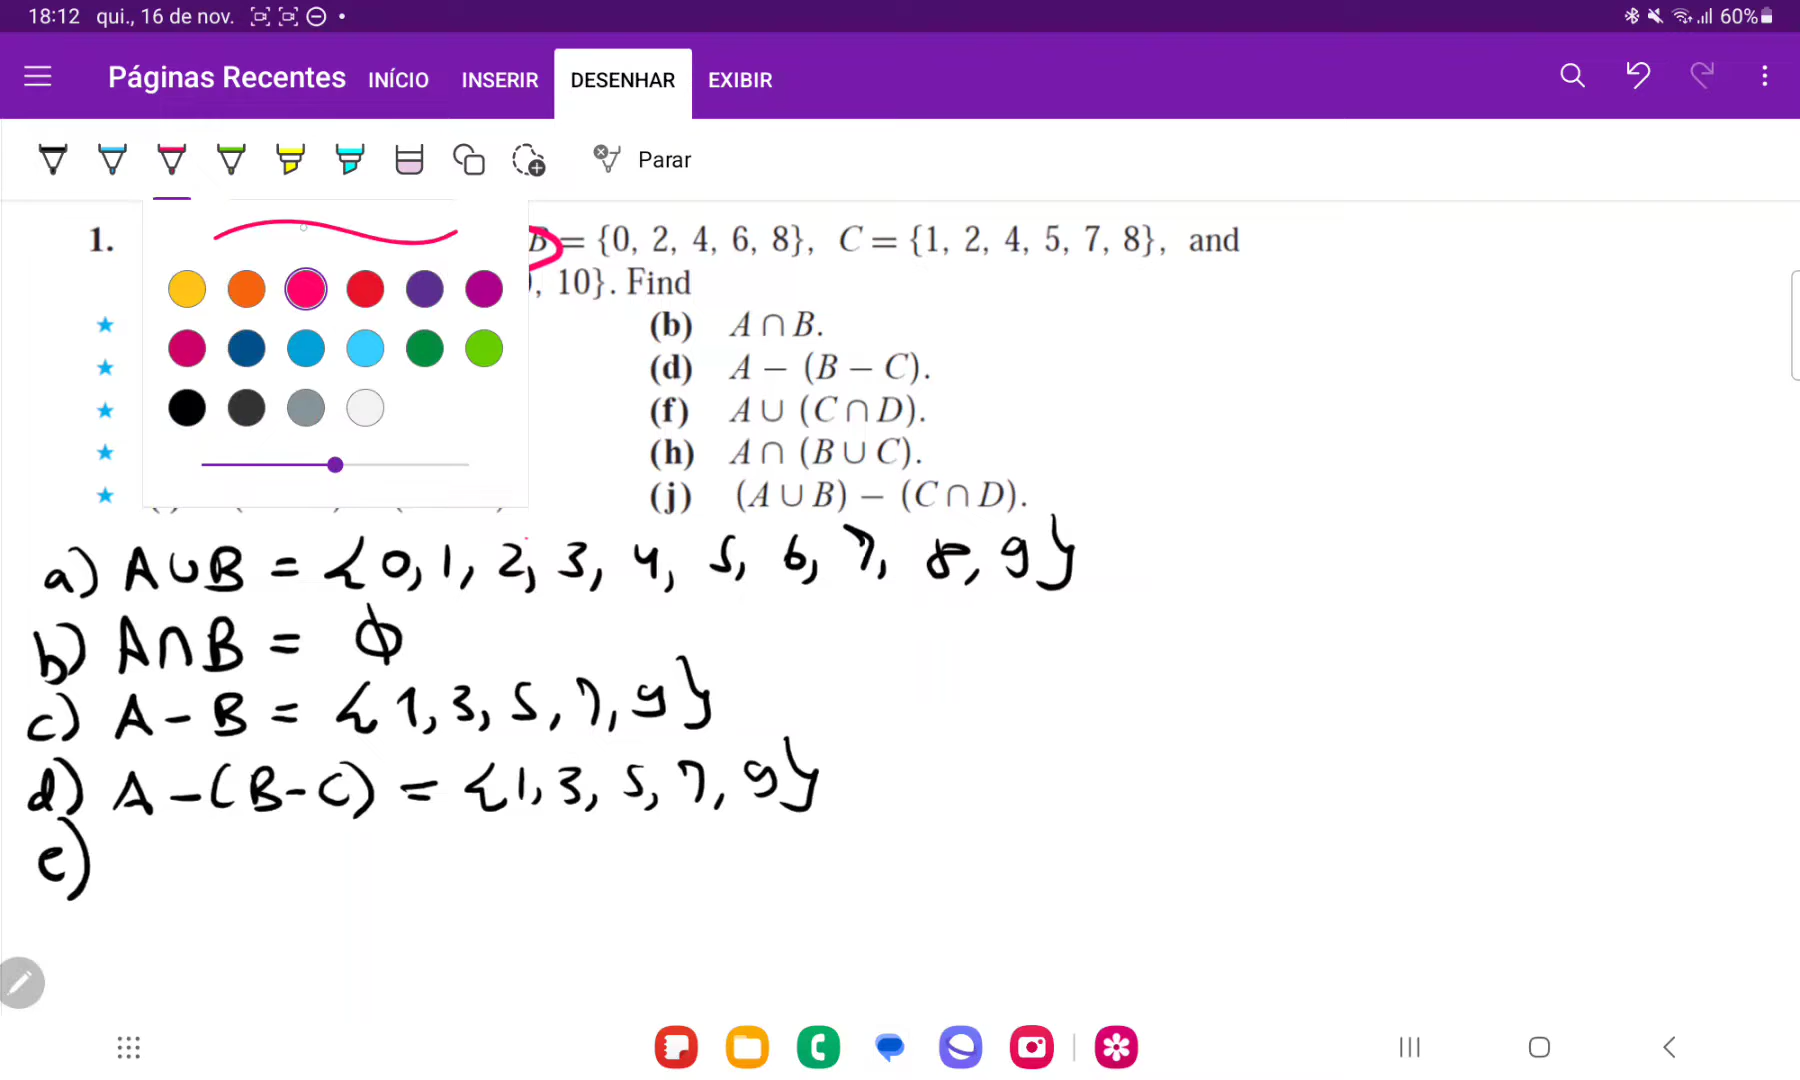 18:12 qui., 16 de nov. 60%
Páginas Recentes INÍCIO INSERIR DESENHAR EXIBIR
Parar
1. B = {0, 2, 4, 6, 8}, C = {1, 2, 4, 5, 7, 8}, and
, 10}. Find
(b) A ∩ B.
(d) A − (B − C).
(f) A ∪ (C ∩ D).
(h) A ∩ (B ∪ C).
(j) (A ∪ B) − (C ∩ D).
a) A∪B = {0, 1, 2, 3, 4, 5, 6, 7, 8, 9}
b) A∩B = ϕ
c) A - B = {1, 3, 5, 7, 9}
d) A - (B - C) = {1, 3, 5, 7, 9}
e)